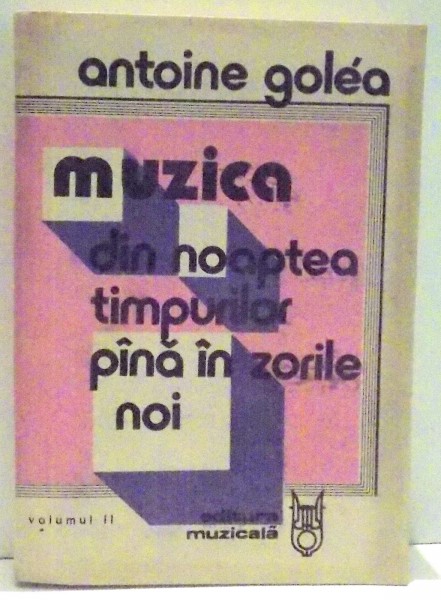 antoine goléa
muzica
din noaptea
timpurilor
pînă în zorile
noi
volumul II
editura
muzicală